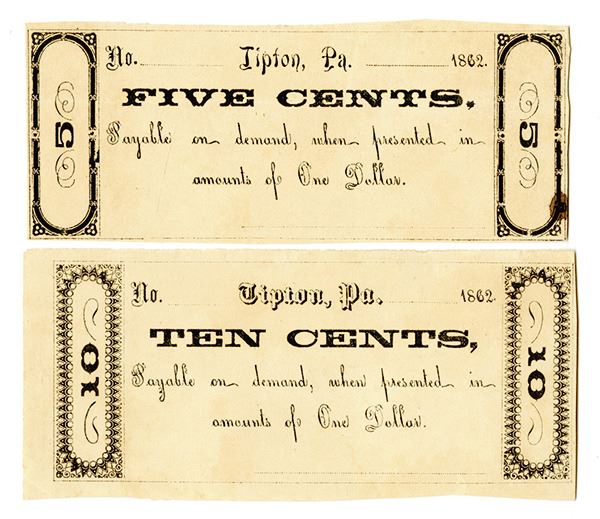 No. Tipton, Pa. 1862.
FIVE CENTS.
5
Payable on demand, when presented in
amounts of One Dollar.
5
No. Tipton, Pa. 1862.
TEN CENTS,
10
Payable on demand, when presented in
amounts of One Dollar.
10